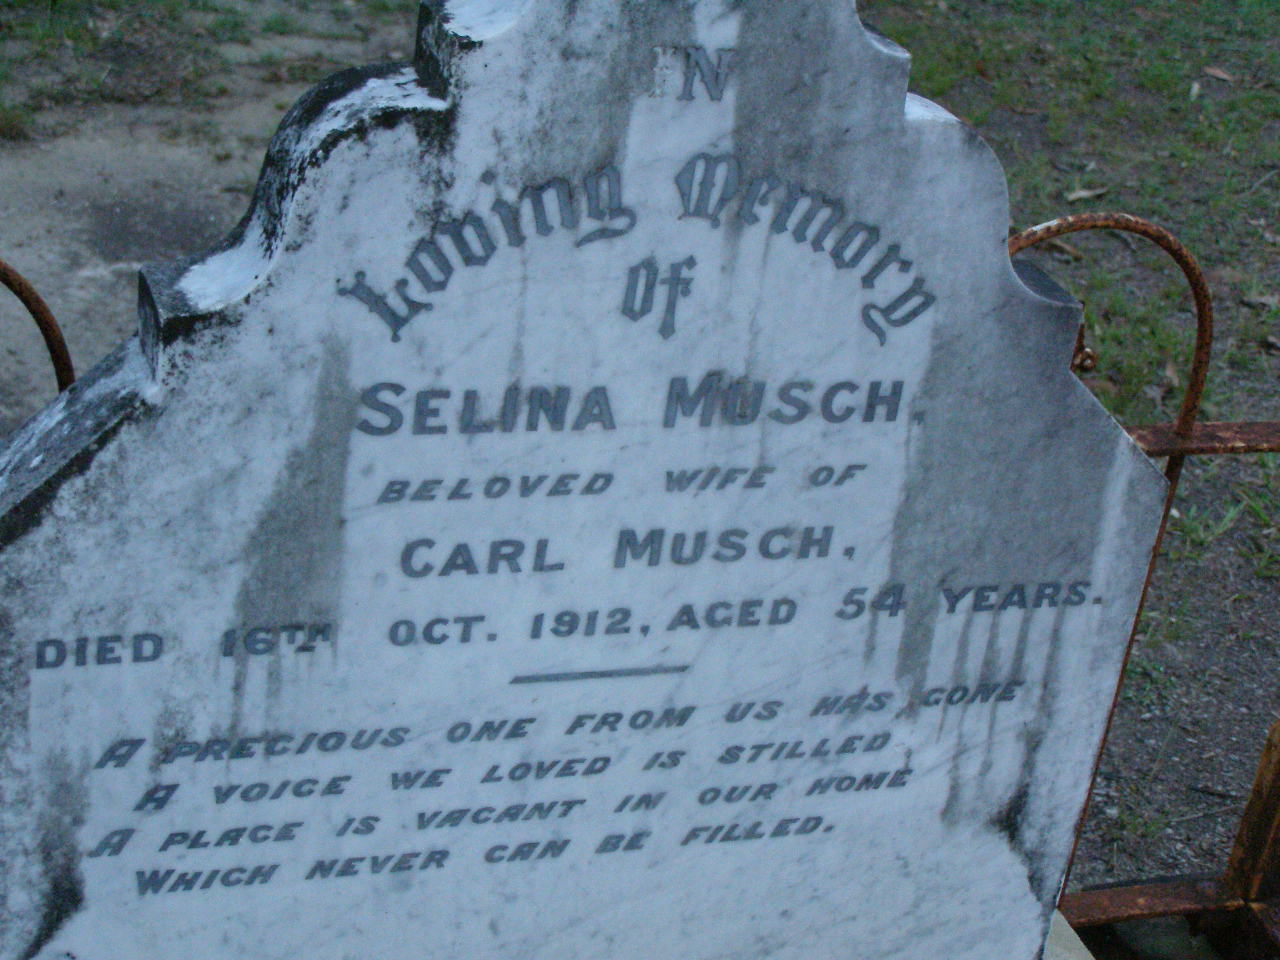 IN
Loving Memory
Of
SELINA MUSCH,
BELOVED WIFE OF
CARL MUSCH,
DIED 16TH OCT. 1912, AGED 54 YEARS.
A PRECIOUS ONE FROM US HAS GONE
A VOICE WE LOVED IS STILLED
A PLACE IS VACANT IN OUR HOME
WHICH NEVER CAN BE FILLED.